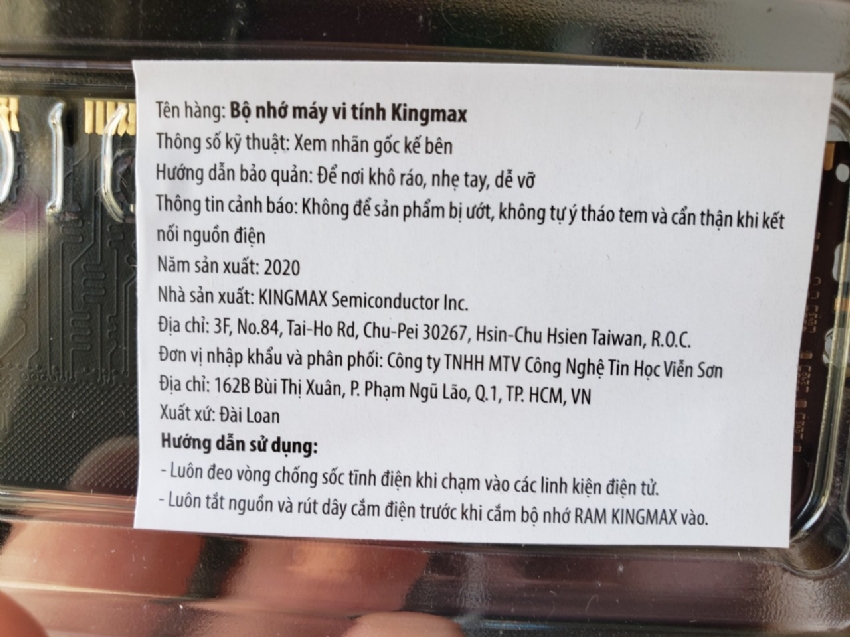 Tên hàng: Bộ nhớ máy vi tính Kingmax
Thông số kỹ thuật: Xem nhãn gốc kế bên
Hướng dẫn bảo quản: Để nơi khô ráo, nhẹ tay, dễ vỡ
Thông tin cảnh báo: Không để sản phẩm bị ướt, không tự ý tháo tem và cẩn thận khi kết
nối nguồn điện
Năm sản xuất: 2020
Nhà sản xuất: KINGMAX Semiconductor Inc.
Địa chỉ: 3F, No.84, Tai-Ho Rd, Chu-Pei 30267, Hsin-Chu Hsien Taiwan, R.O.C.
Đơn vị nhập khẩu và phân phối: Công ty TNHH MTV Công Nghệ Tin Học Viễn Sơn
Địa chỉ: 162B Bùi Thị Xuân, P. Phạm Ngũ Lão, Q.1, TP. HCM, VN
Xuất xứ: Đài Loan
Hướng dẫn sử dụng:
- Luôn đeo vòng chống sốc tĩnh điện khi chạm vào các linh kiện điện tử.
- Luôn tắt nguồn và rút dây cắm điện trước khi cắm bộ nhớ RAM KINGMAX vào.